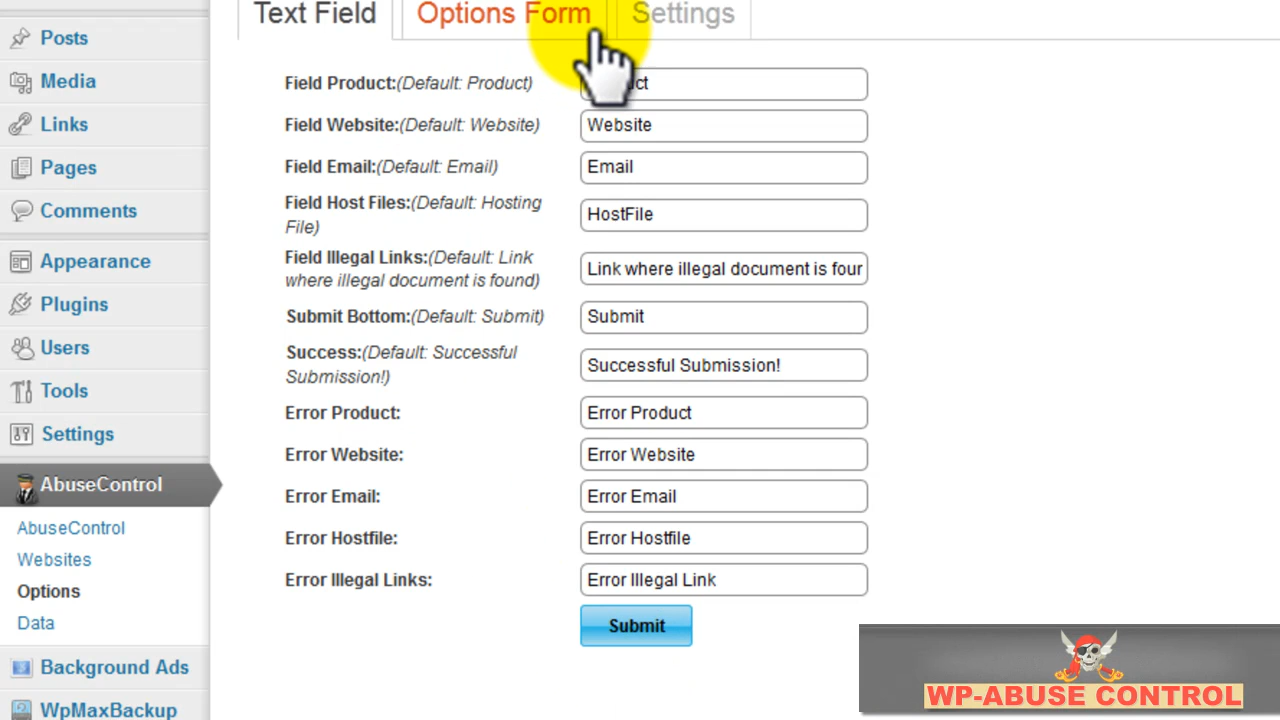 Text Field
Options Form
Settings
Posts
Media
Links
Pages
Comments
Appearance
Plugins
Users
Tools
Settings
AbuseControl
AbuseControl
Websites
Options
Data
Background Ads
WpMaxBackup
Field Product:(Default: Product)
Field Website:(Default: Website)
Website
Field Email:(Default: Email)
Email
Field Host Files:(Default: Hosting
File)
HostFile
Field Illegal Links:(Default: Link
where illegal document is found)
Link where illegal document is four
Submit Bottom:(Default: Submit)
Submit
Success:(Default: Successful
Submission!)
Successful Submission!
Error Product:
Error Product
Error Website:
Error Website
Error Email:
Error Email
Error Hostfile:
Error Hostfile
Error Illegal Links:
Error Illegal Link
Submit
WP-ABUSE CONTROL